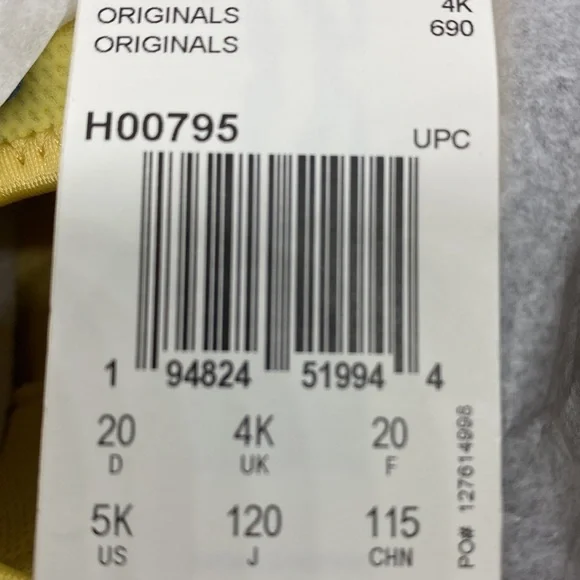 ORIGINALS 4K
ORIGINALS 690
H00795 UPC
1 94824 51994 4
20 4K 20
D UK F
5K 120 115
US J CHN
PO# 127614998